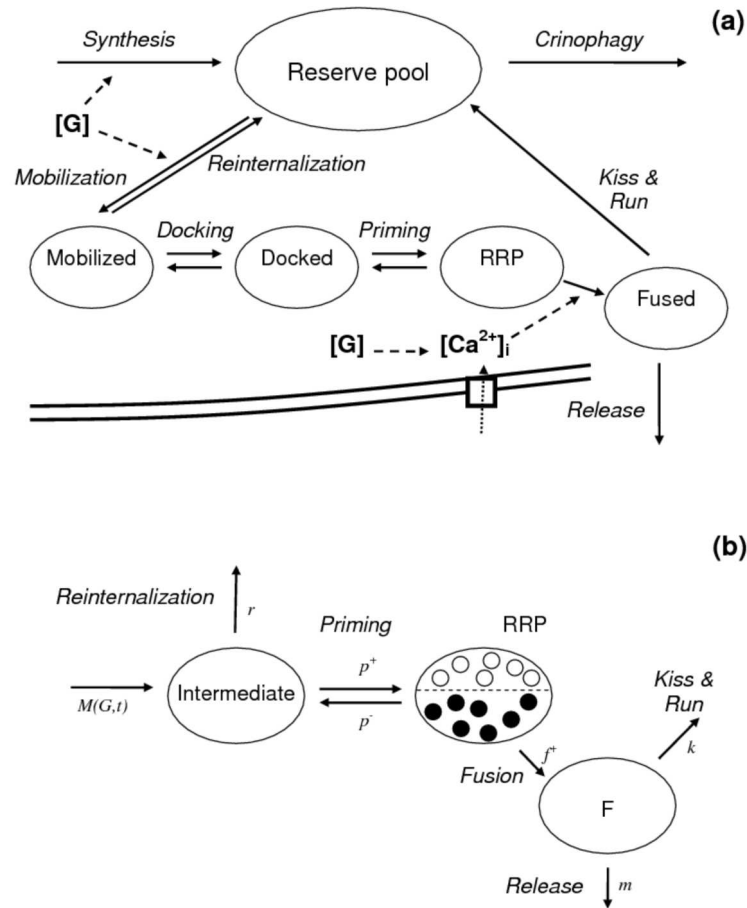 (a)
Synthesis
Crinophagy
Reserve pool
[G]
Mobilization
Reinternalization
Kiss &
Run
Docking
Priming
Mobilized
Docked
RRP
Fused
[G]
[Ca²⁺]ᵢ
Release
(b)
Reinternalization
r
Priming
RRP
Kiss &
Run
p⁺
Intermediate
M(G,t)
p⁻
k
f⁺
Fusion
F
Release
m